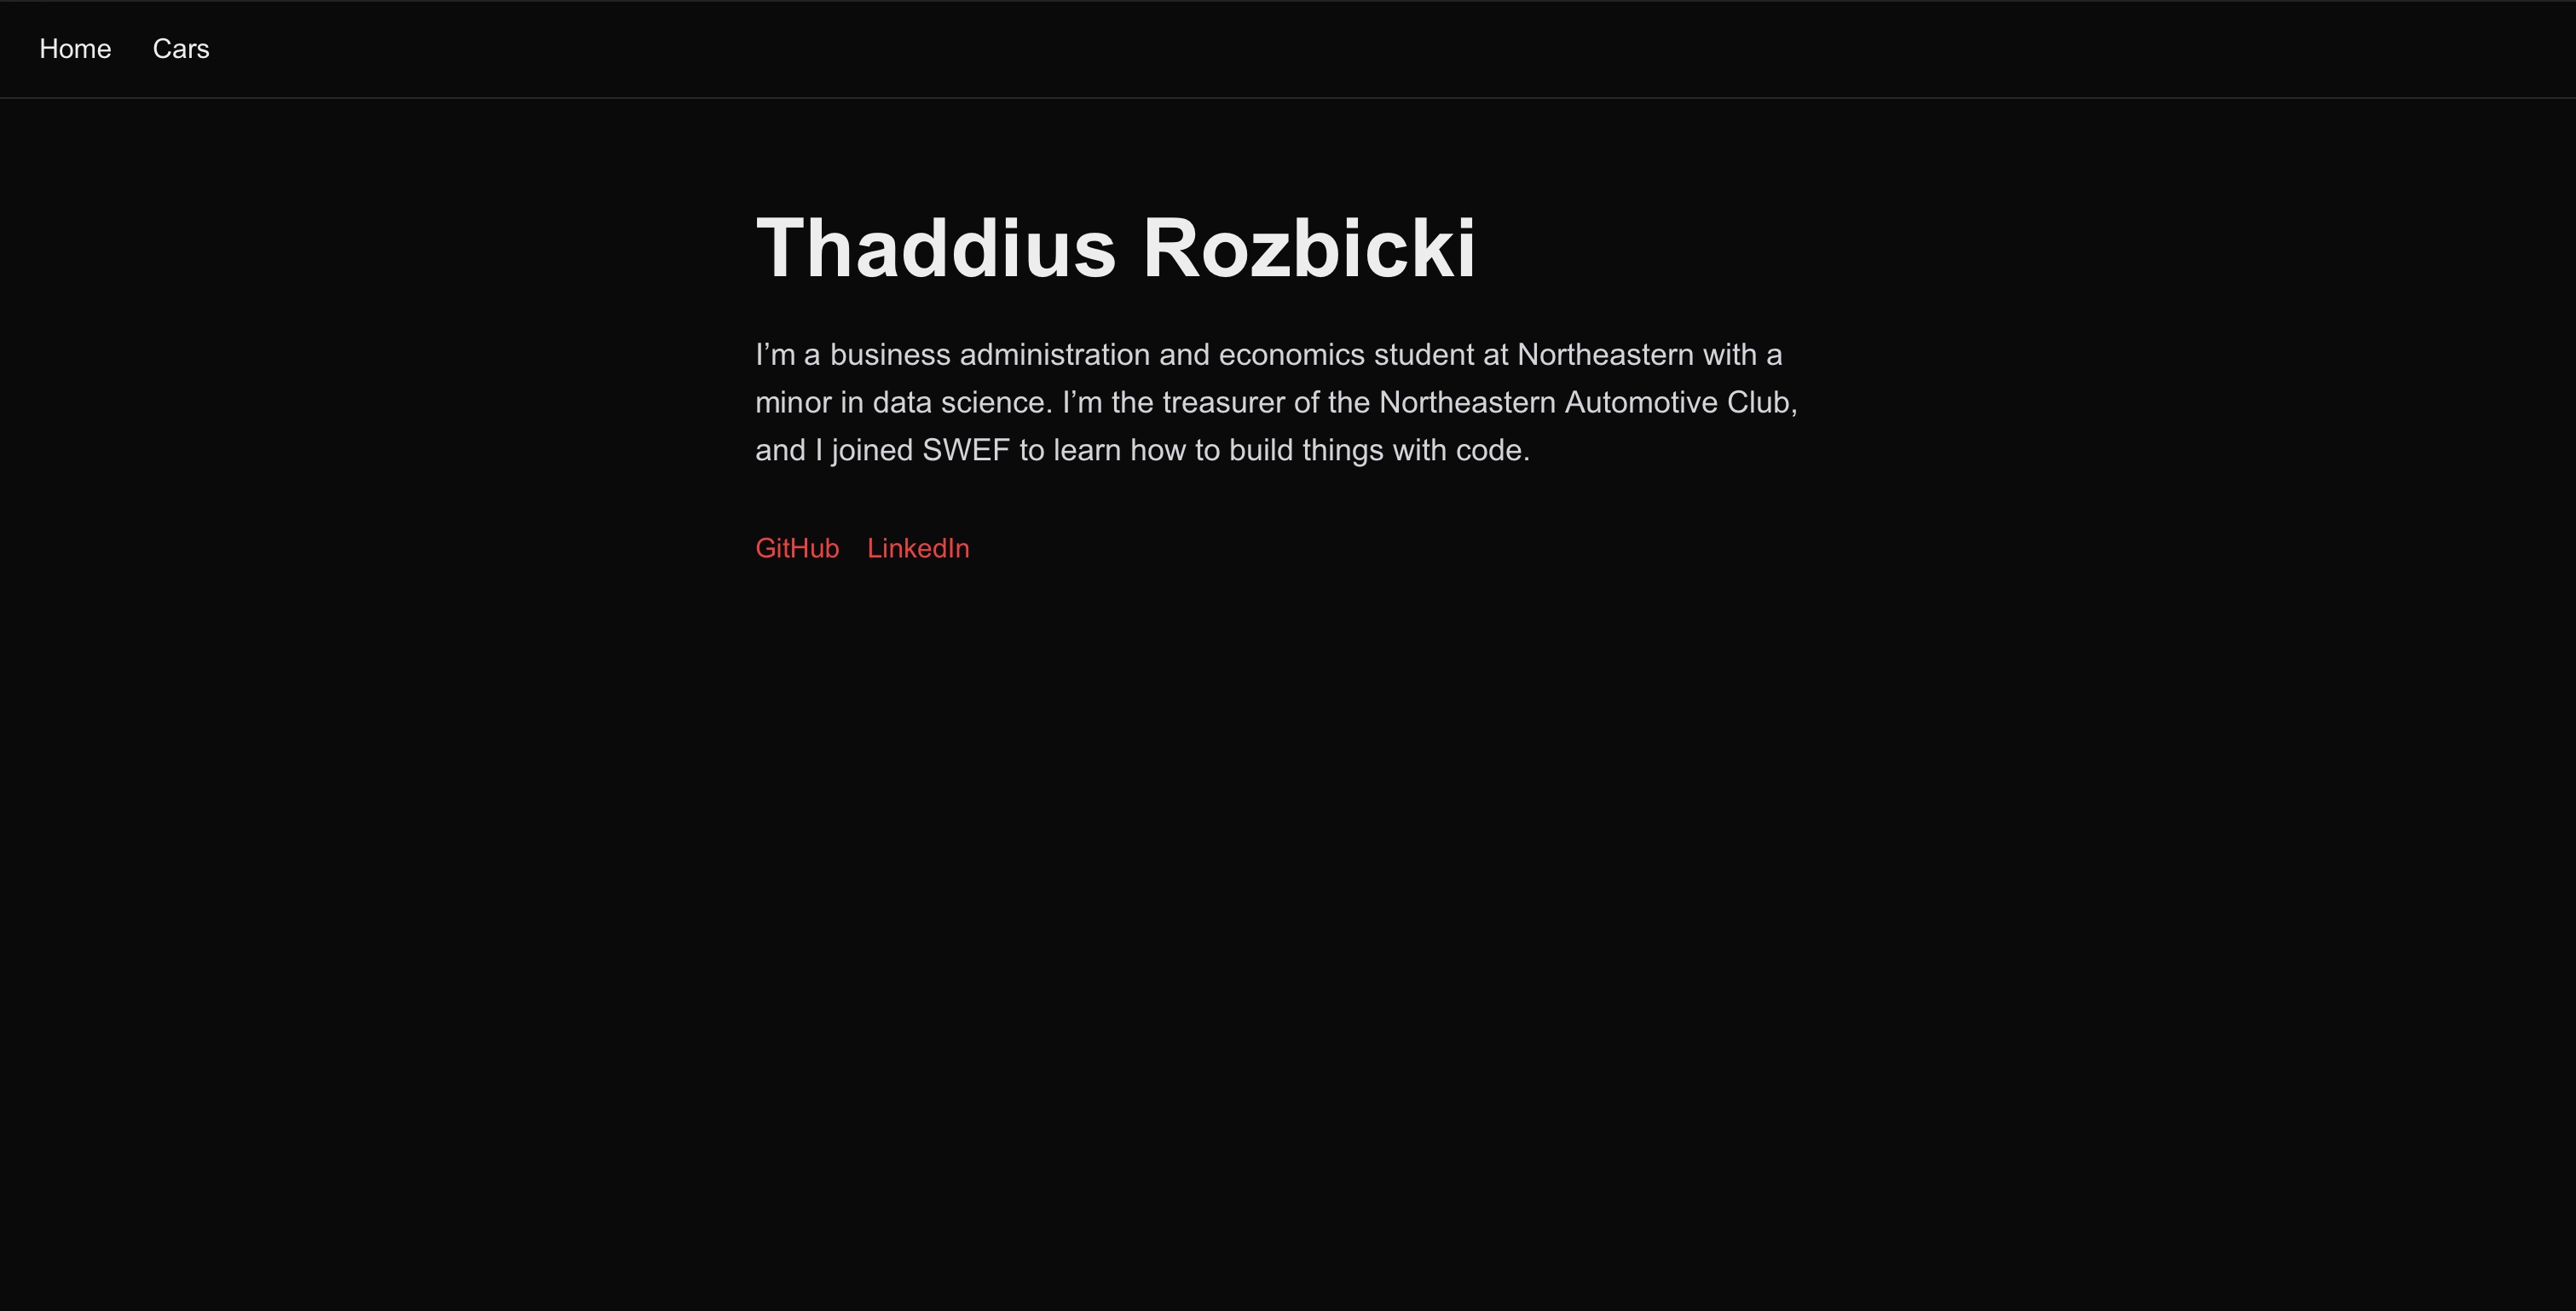 Home Cars
Thaddius Rozbicki
I’m a business administration and economics student at Northeastern with a
minor in data science. I’m the treasurer of the Northeastern Automotive Club,
and I joined SWEF to learn how to build things with code.
GitHub LinkedIn